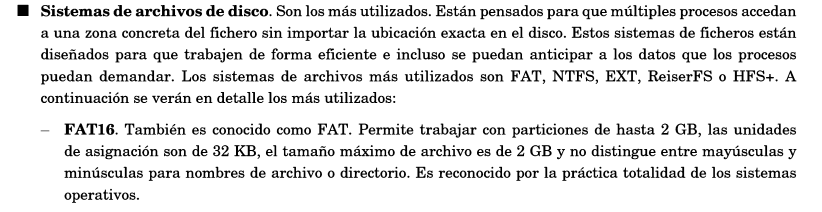 ■ Sistemas de archivos de disco. Son los más utilizados. Están pensados para que múltiples procesos accedan
a una zona concreta del fichero sin importar la ubicación exacta en el disco. Estos sistemas de ficheros están
diseñados para que trabajen de forma eficiente e incluso se puedan anticipar a los datos que los procesos
puedan demandar. Los sistemas de archivos más utilizados son FAT, NTFS, EXT, ReiserFS o HFS+. A
continuación se verán en detalle los más utilizados:
– FAT16. También es conocido como FAT. Permite trabajar con particiones de hasta 2 GB, las unidades
de asignación son de 32 KB, el tamaño máximo de archivo es de 2 GB y no distingue entre mayúsculas y
minúsculas para nombres de archivo o directorio. Es reconocido por la práctica totalidad de los sistemas
operativos.